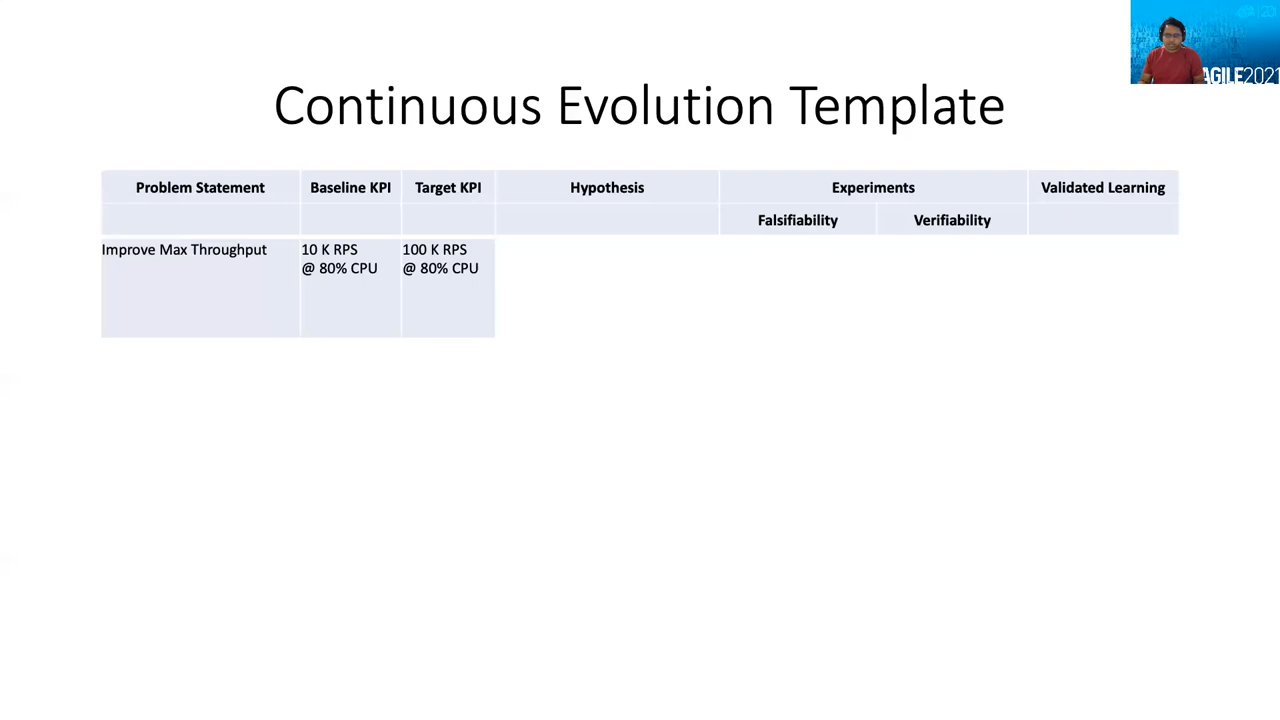 AGILE2021
Continuous Evolution Template
Problem Statement Baseline KPI Target KPI Hypothesis Experiments Validated Learning
Falsifiability Verifiability
Improve Max Throughput 10 K RPS 100 K RPS
@ 80% CPU @ 80% CPU